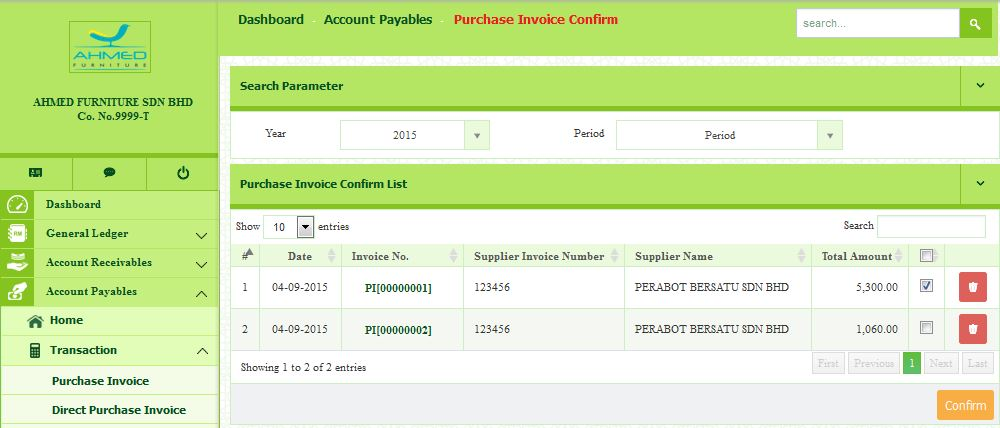 AHMED
FURNITURE
AHMED FURNITURE SDN BHD
Co. No.9999-T
Dashboard
General Ledger
Account Receivables
Account Payables
Home
Transaction
Purchase Invoice
Direct Purchase Invoice
Dashboard - Account Payables - Purchase Invoice Confirm
search...
Search Parameter
Year 2015 Period Period
Purchase Invoice Confirm List
Show 10 entries Search
# Date Invoice No. Supplier Invoice Number Supplier Name Total Amount
1 04-09-2015 PI[00000001] 123456 PERABOT BERSATU SDN BHD 5,300.00
2 04-09-2015 PI[00000002] 123456 PERABOT BERSATU SDN BHD 1,060.00
Showing 1 to 2 of 2 entries First Previous 1 Next Last
Confirm